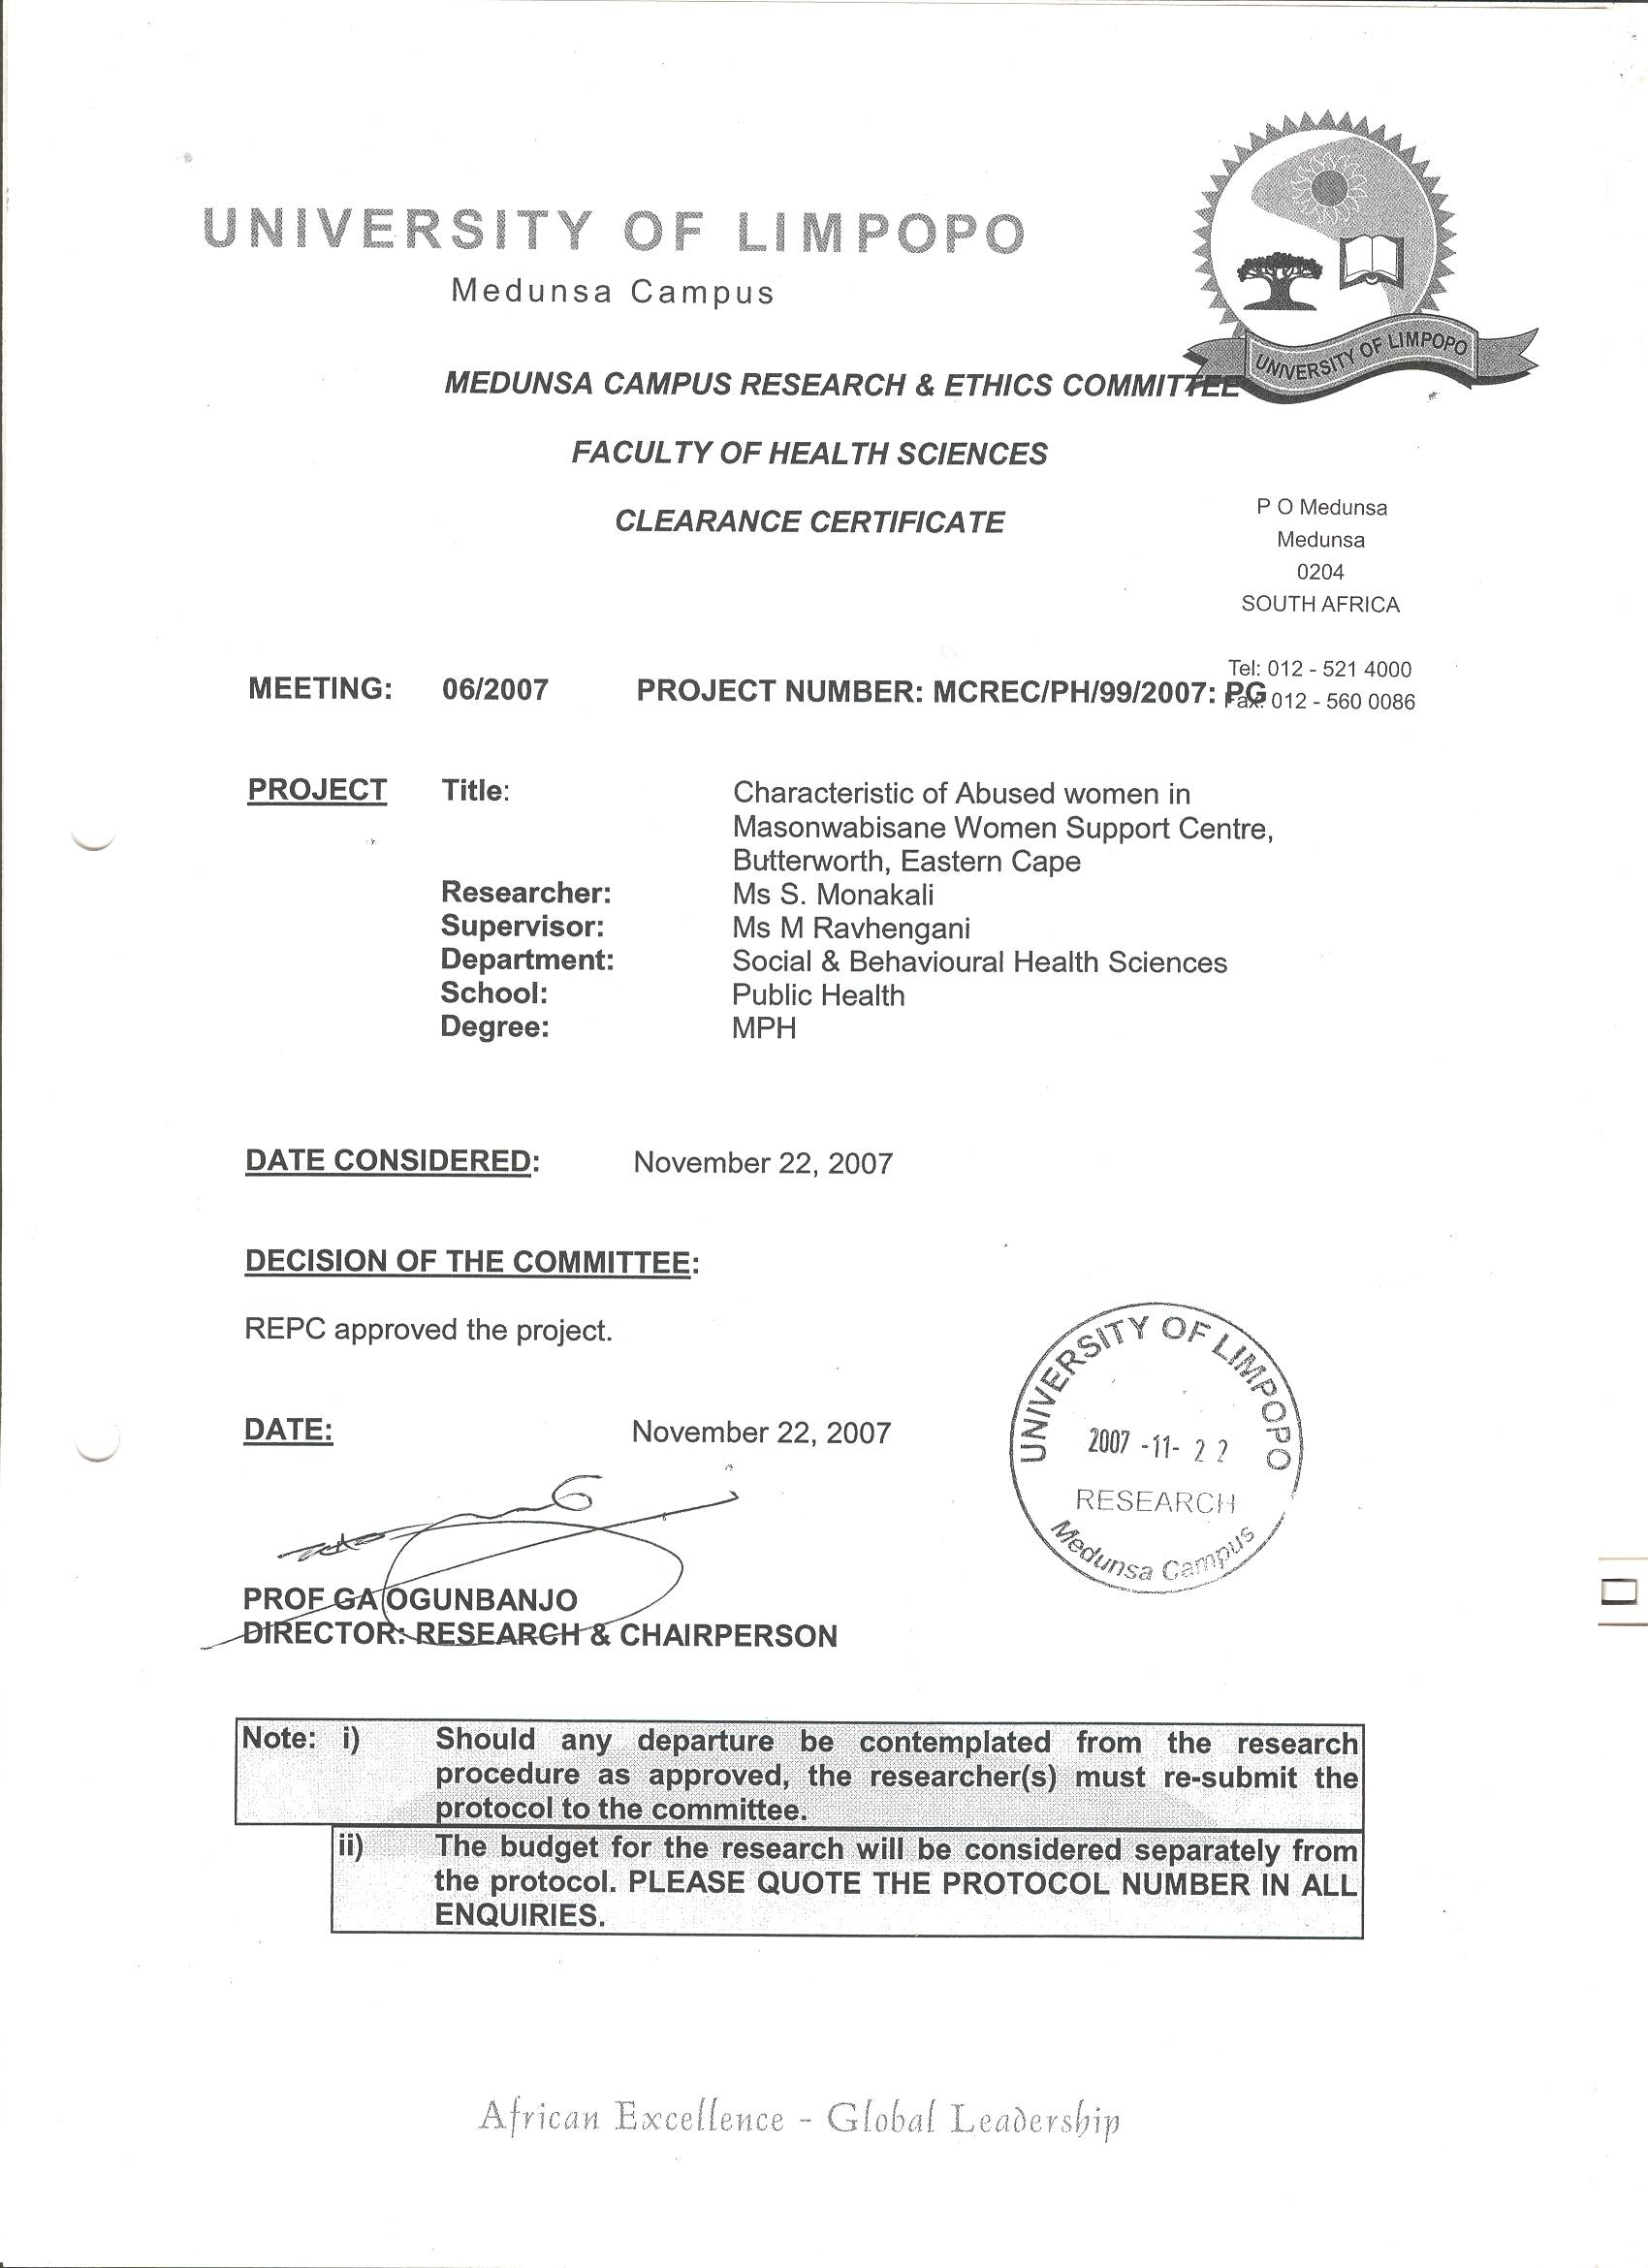 UNIVERSITY OF LIMPOPO
Medunsa Campus
UNIVERSITY OF LIMPOPO
MEDUNSA CAMPUS RESEARCH & ETHICS COMMITTEE
FACULTY OF HEALTH SCIENCES
CLEARANCE CERTIFICATE
P O Medunsa
Medunsa
0204
SOUTH AFRICA
Tel: 012 - 521 4000
Fax: 012 - 560 0086
MEETING: 06/2007 PROJECT NUMBER: MCREC/PH/99/2007: PG
PROJECT Title: Characteristic of Abused women in
Masonwabisane Women Support Centre,
Butterworth, Eastern Cape
Researcher: Ms S. Monakali
Supervisor: Ms M Ravhengani
Department: Social & Behavioural Health Sciences
School: Public Health
Degree: MPH
DATE CONSIDERED: November 22, 2007
DECISION OF THE COMMITTEE:
REPC approved the project.
DATE: November 22, 2007
UNIVERSITY OF LIMPOPO
2007 -11- 22
RESEARCH
Medunsa Campus
PROF GA OGUNBANJO
DIRECTOR: RESEARCH & CHAIRPERSON
Note: i) Should any departure be contemplated from the research
procedure as approved, the researcher(s) must re-submit the
protocol to the committee.
ii) The budget for the research will be considered separately from
the protocol. PLEASE QUOTE THE PROTOCOL NUMBER IN ALL
ENQUIRIES.
African Excellence - Global Leadership